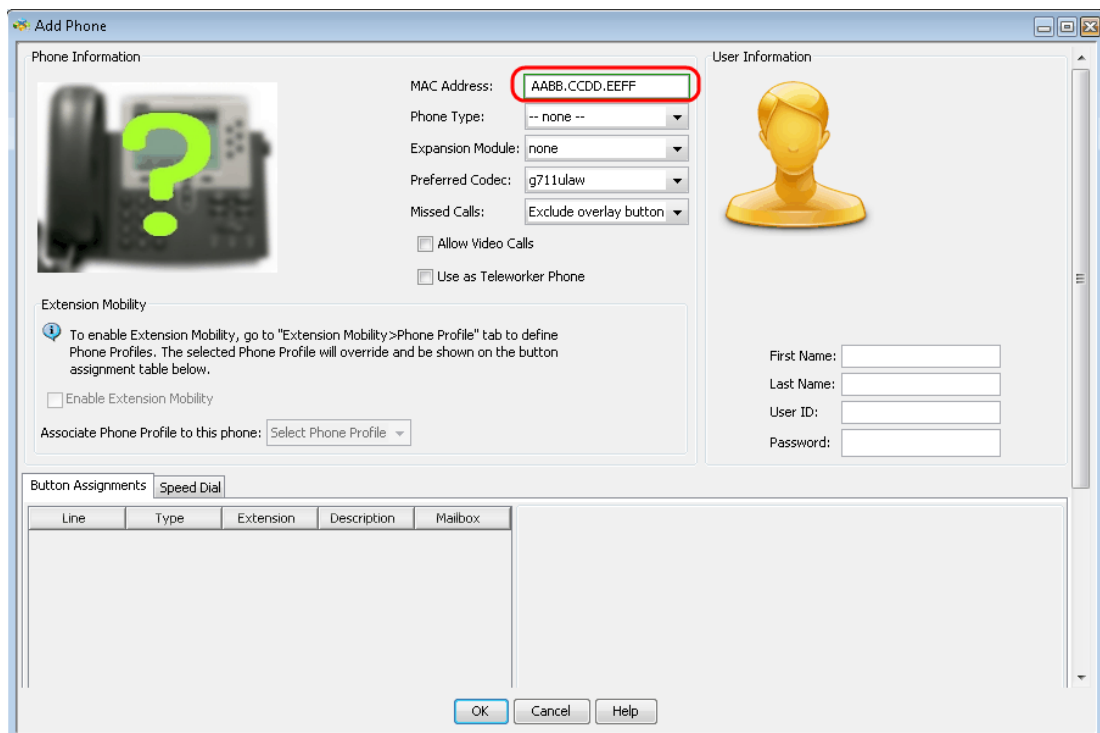 Add Phone
Phone Information
MAC Address: AABB.CCDD.EEFF
Phone Type: -- none --
Expansion Module: none
Preferred Codec: g711ulaw
Missed Calls: Exclude overlay button
Allow Video Calls
Use as Teleworker Phone
Extension Mobility
To enable Extension Mobility, go to "Extension Mobility>Phone Profile" tab to define
Phone Profiles. The selected Phone Profile will override and be shown on the button
assignment table below.
Enable Extension Mobility
Associate Phone Profile to this phone: Select Phone Profile
User Information
First Name:
Last Name:
User ID:
Password:
Button Assignments Speed Dial
Line Type Extension Description Mailbox
OK Cancel Help